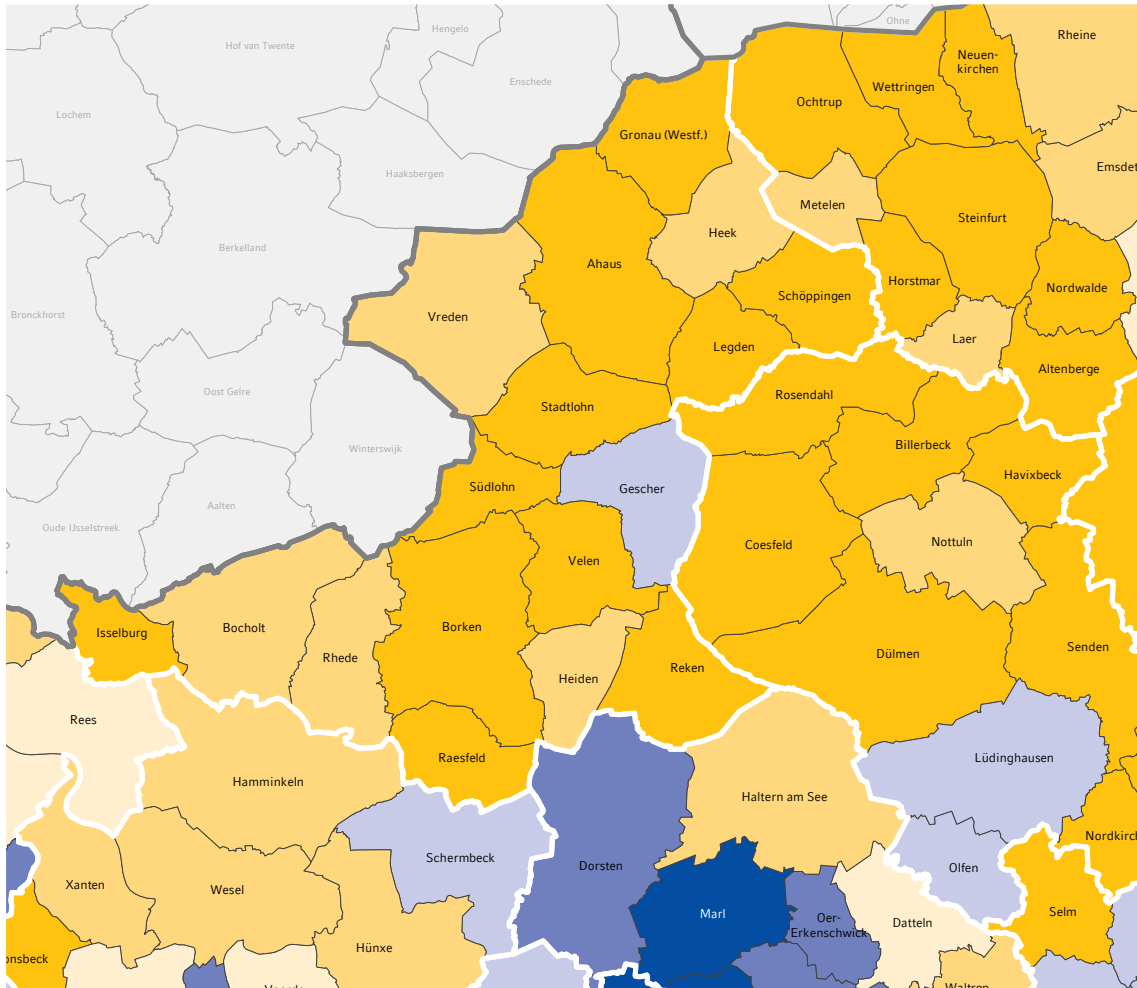 Ohne
Hengelo
Rheine
Hof van Twente
Neuen-
kirchen
Enschede
Wettringen
Ochtrup
Lochem
Gronau (Westf.)
Emsdet
Haaksbergen
Metelen
Steinfurt
Heek
Berkelland
Ahaus
Horstmar
Nordwalde
Schöppingen
Bronckhorst
Vreden
Laer
Legden
Altenberge
Oost Gelre
Rosendahl
Stadtlohn
Billerbeck
Winterswijk
Havixbeck
Südlohn
Gescher
Aalten
Oude IJsselstreek
Nottuln
Coesfeld
Velen
Isselburg
Bocholt
Borken
Senden
Rhede
Dülmen
Reken
Heiden
Rees
Raesfeld
Lüdinghausen
Hamminkeln
Haltern am See
Nordkirch
Schermbeck
Dorsten
Olfen
Xanten
Wesel
Marl
Selm
Oer-
Erkenschwick
Datteln
Hünxe
onsbeck
Voerde
Waltrop